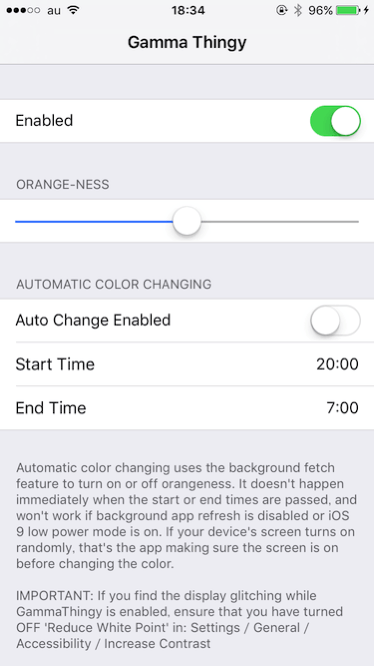 au 18:34 96%
Gamma Thingy
Enabled
ORANGE-NESS
AUTOMATIC COLOR CHANGING
Auto Change Enabled
Start Time 20:00
End Time 7:00
Automatic color changing uses the background fetch
feature to turn on or off orangeness. It doesn't happen
immediately when the start or end times are passed, and
won't work if background app refresh is disabled or iOS
9 low power mode is on. If your device's screen turns on
randomly, that's the app making sure the screen is on
before changing the color.
IMPORTANT: If you find the display glitching while
GammaThingy is enabled, ensure that you have turned
OFF 'Reduce White Point' in: Settings / General /
Accessibility / Increase Contrast